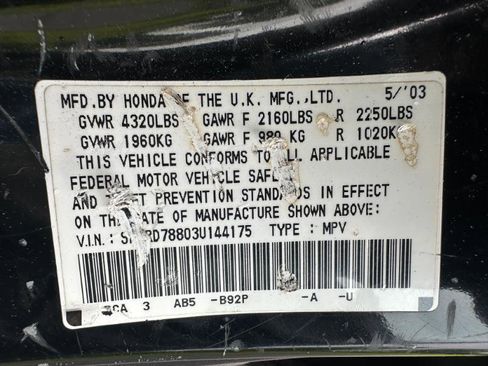 MFD.BY HONDA OF THE U.K. MFG.,LTD. 5/'03
GVWR 4320LBS GAWR F 2160LBS R 2250LBS
GVWR 1960KG GAWR F KG R
THIS VEHICLE CONFORMS TO ALL APPLICABLE
FEDERAL MOTOR VEHICLE
AND PREVENTION STANDARDS IN EFFECT
ON THE DATE OF MANUFACTURE SHOWN ABOVE:
V.I.N.: TYPE : MPV
3 AB5 -B92P -A -U